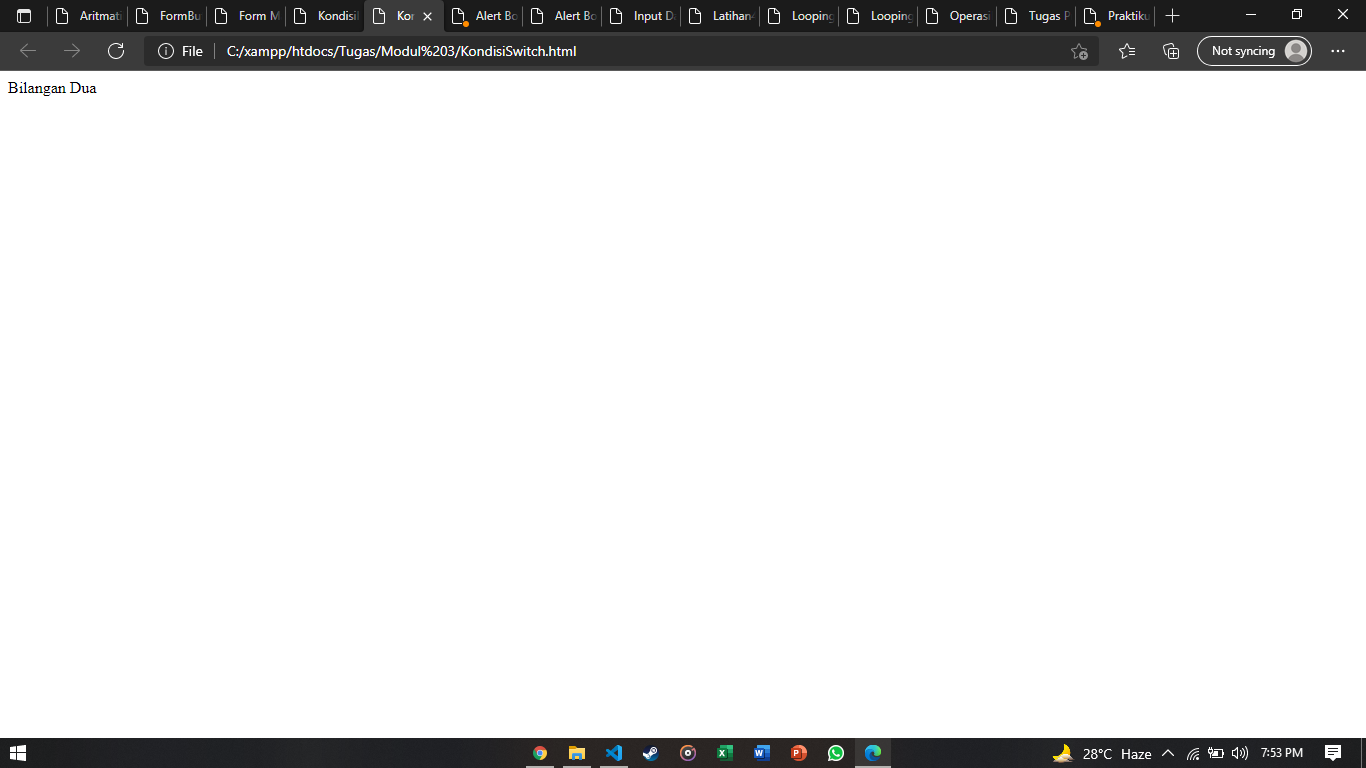 Aritmati
FormBu
Form M
Kondisi
Kor
Alert Bo
Alert Bo
Input D
Latihan
Looping
Looping
Operasi
Tugas P
Praktiku
File
C:/xampp/htdocs/Tugas/Modul%203/KondisiSwitch.html
Not syncing
Bilangan Dua
28°C Haze
7:53 PM